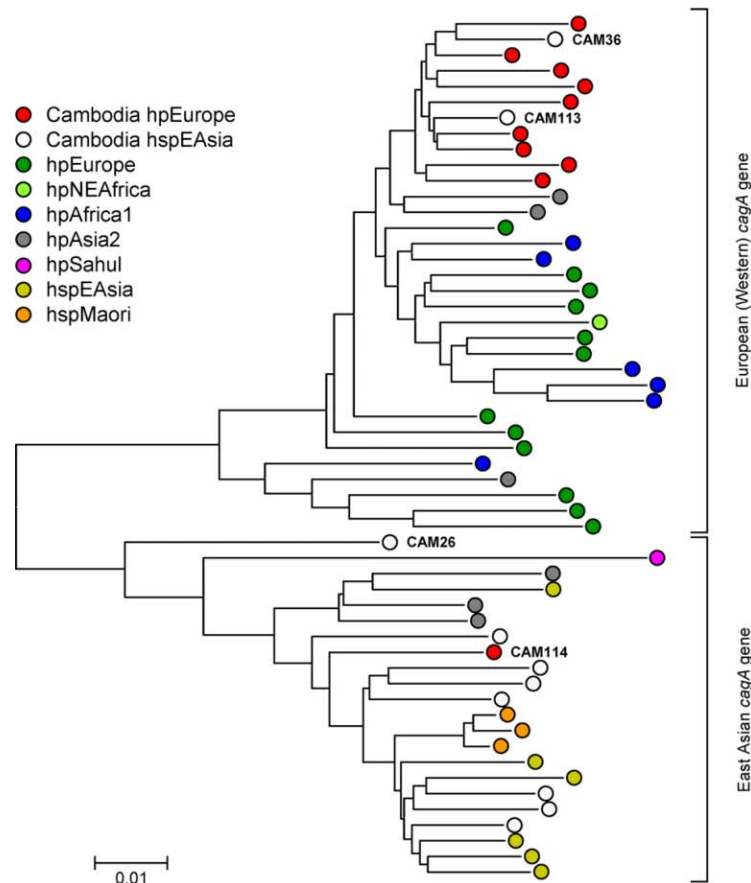 CAM36
Cambodia hpEurope
Cambodia hspEAsia
CAM113
hpEurope
hpNEAfrica
hpAfrica1
hpAsia2
hpSahul
hspEAsia
hspMaori
European (Western) cagA gene
CAM26
CAM114
East Asian cagA gene
0.01